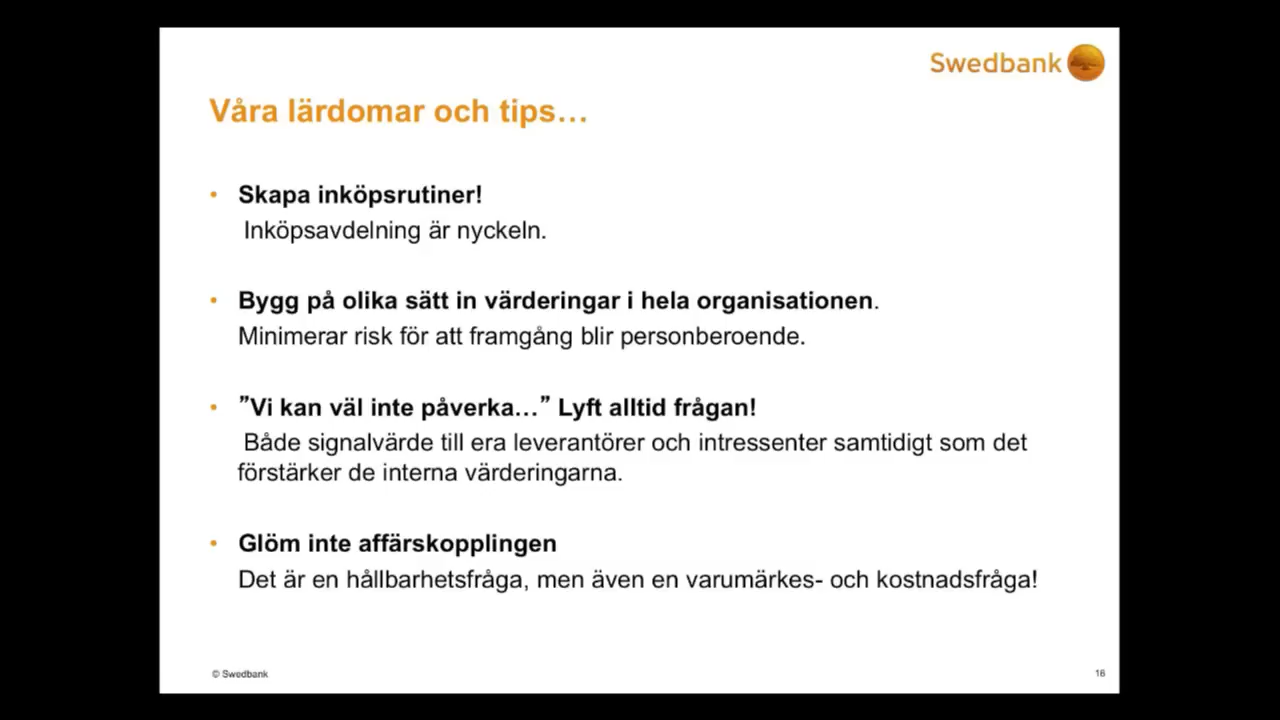 Swedbank
Våra lärdomar och tips…
• Skapa inköpsrutiner!
Inköpsavdelning är nyckeln.
• Bygg på olika sätt in värderingar i hela organisationen.
Minimerar risk för att framgång blir personberoende.
• ”Vi kan väl inte påverka…” Lyft alltid frågan!
Både signalvärde till era leverantörer och intressenter samtidigt som det
förstärker de interna värderingarna.
• Glöm inte affärskopplingen
Det är en hållbarhetsfråga, men även en varumärkes- och kostnadsfråga!
© Swedbank
16